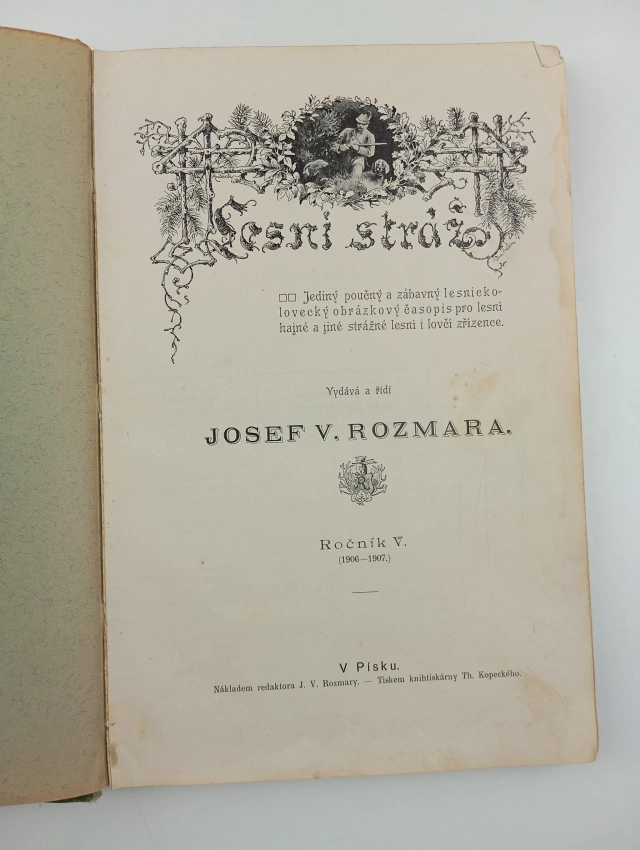 Lesní stráž
□□ Jediný poučný a zábavný lesnicko-
lovecký obrázkový časopis pro lesní
hajné a jiné strážné lesní i lovčí zřízence.
Vydává a řídí
JOSEF V. ROZMARA.
R
Ročník V.
(1906—1907.)
V Písku.
Nákladem redaktora J. V. Rozmary. — Tiskem knihtiskárny Th. Kopeckého.